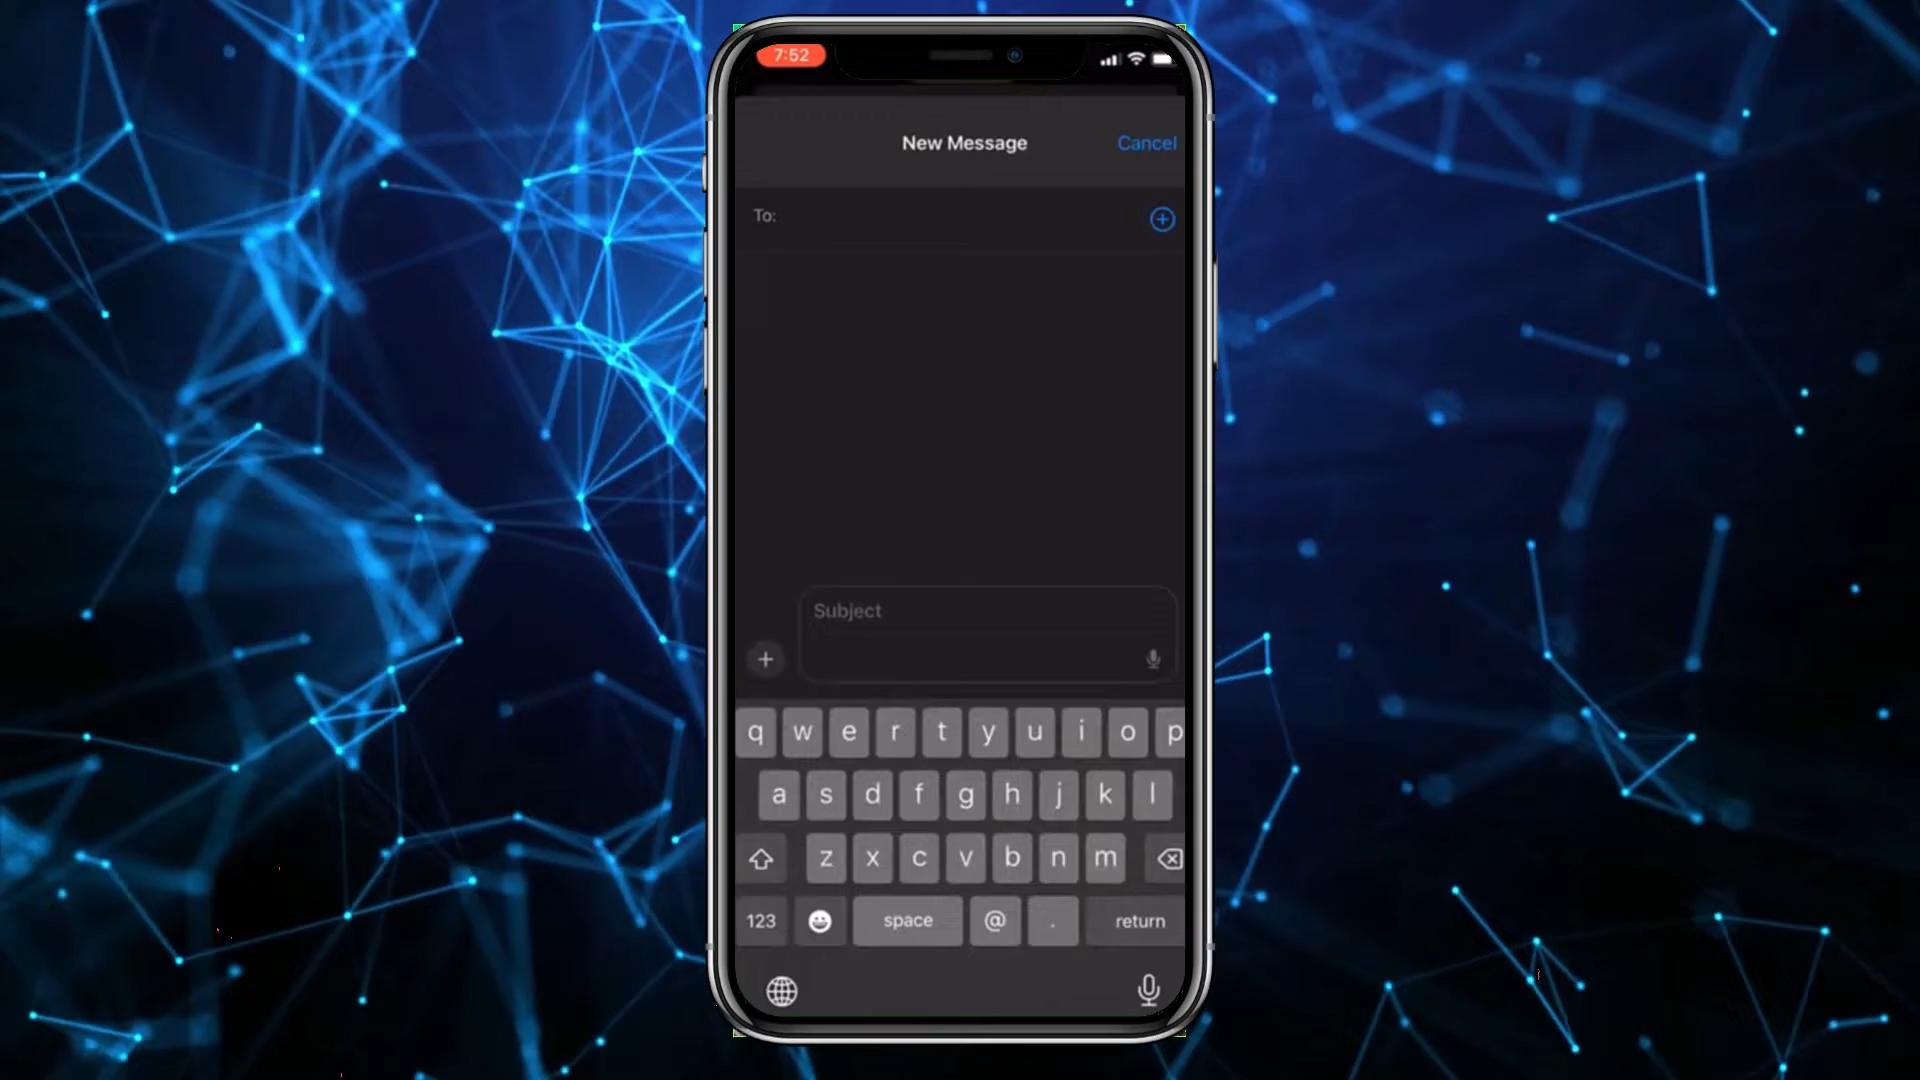 7:52
New Message
Cancel
To:
Subject
q w e r t y u i o p
a s d f g h j k l
z x c v b n m
123 space @ . return